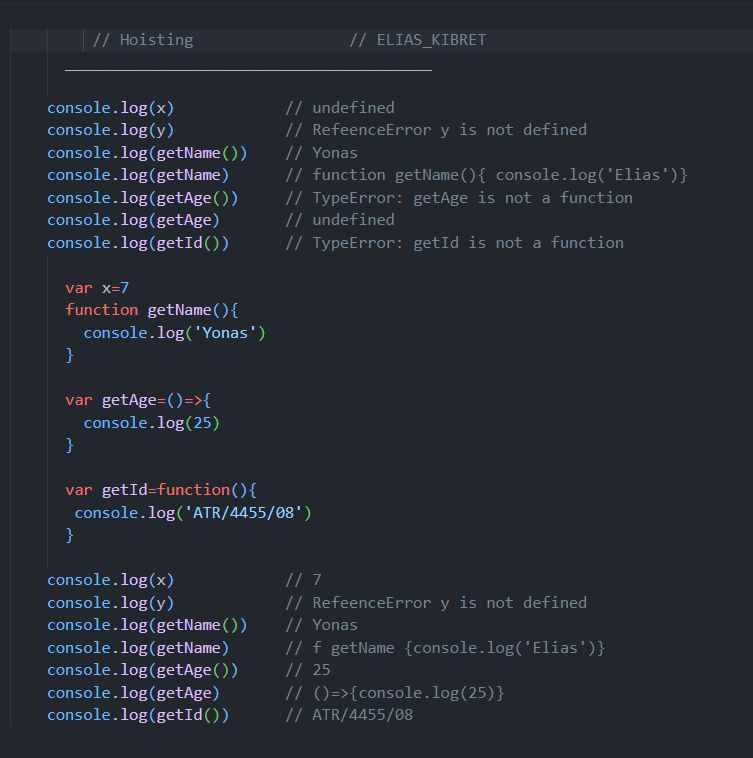 // Hoisting // ELIAS_KIBRET
console.log(x) // undefined
console.log(y) // RefeenceError y is not defined
console.log(getName()) // Yonas
console.log(getName) // function getName(){ console.log('Elias')}
console.log(getAge()) // TypeError: getAge is not a function
console.log(getAge) // undefined
console.log(getId()) // TypeError: getId is not a function
var x=7
function getName(){
console.log('Yonas')
}
var getAge=()=>{
console.log(25)
}
var getId=function(){
console.log('ATR/4455/08')
}
console.log(x) // 7
console.log(y) // RefeenceError y is not defined
console.log(getName()) // Yonas
console.log(getName) // f getName {console.log('Elias')}
console.log(getAge()) // 25
console.log(getAge) // ()=>{console.log(25)}
console.log(getId()) // ATR/4455/08